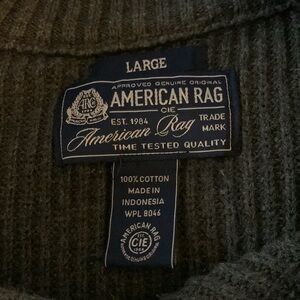 LARGE
APPROVED GENUINE ORIGINAL
AMERICAN RAG
CIE
EST. 1984
TRADE MARK
American Rag
TIME TESTED QUALITY
100% COTTON
MADE IN
INDONESIA
WPL 8046
AMERICAN RAG
CIE